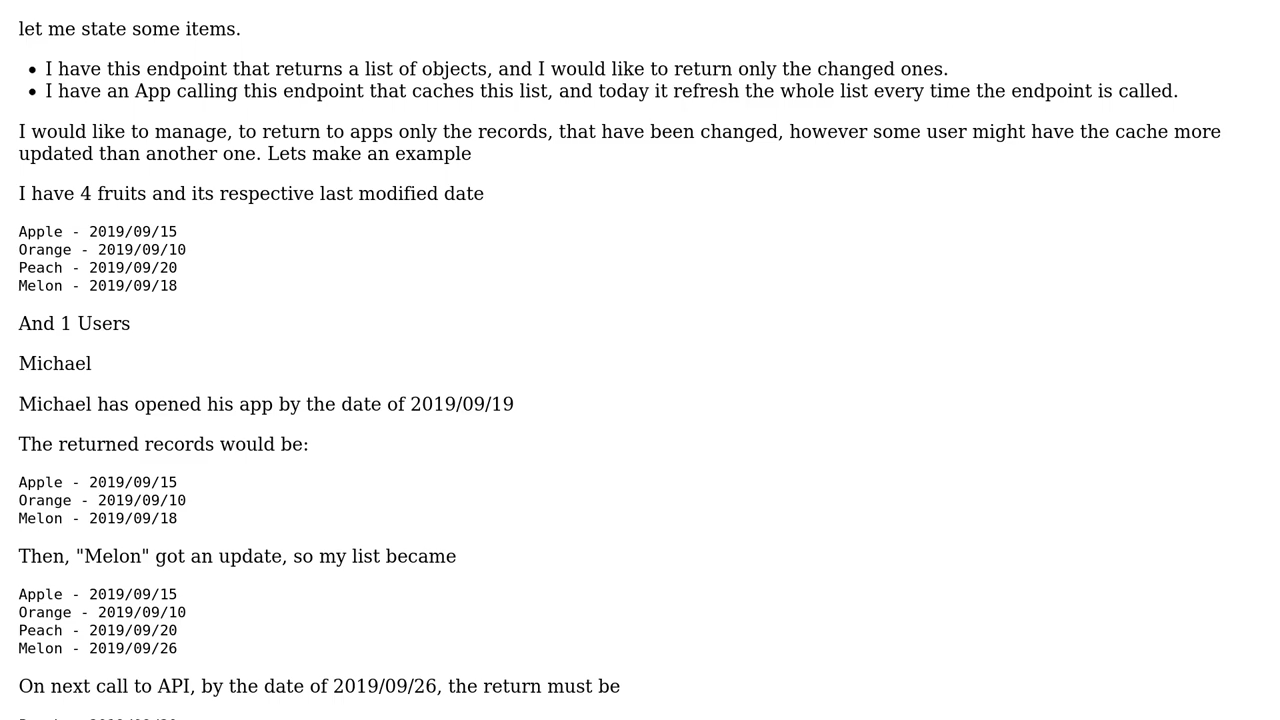 let me state some items.
• I have this endpoint that returns a list of objects, and I would like to return only the changed ones.
• I have an App calling this endpoint that caches this list, and today it refresh the whole list every time the endpoint is called.
I would like to manage, to return to apps only the records, that have been changed, however some user might have the cache more
updated than another one. Lets make an example
I have 4 fruits and its respective last modified date
Apple - 2019/09/15
Orange - 2019/09/10
Peach - 2019/09/20
Melon - 2019/09/18
And 1 Users
Michael
Michael has opened his app by the date of 2019/09/19
The returned records would be:
Apple - 2019/09/15
Orange - 2019/09/10
Melon - 2019/09/18
Then, "Melon" got an update, so my list became
Apple - 2019/09/15
Orange - 2019/09/10
Peach - 2019/09/20
Melon - 2019/09/26
On next call to API, by the date of 2019/09/26, the return must be